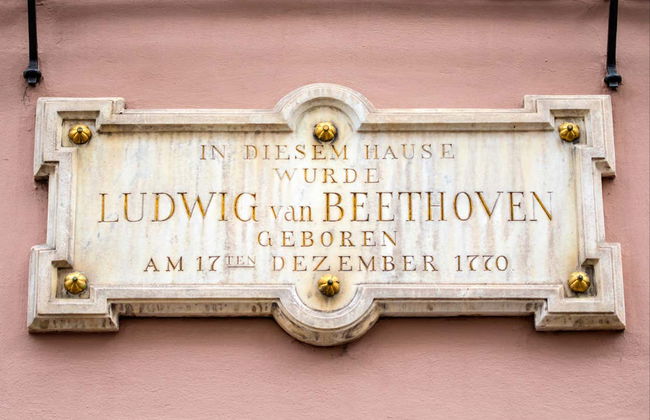 IN DIESEM HAUSE
WURDE
LUDWIG van BEETHOVEN
GEBOREN
AM 17TEN DEZEMBER 1770